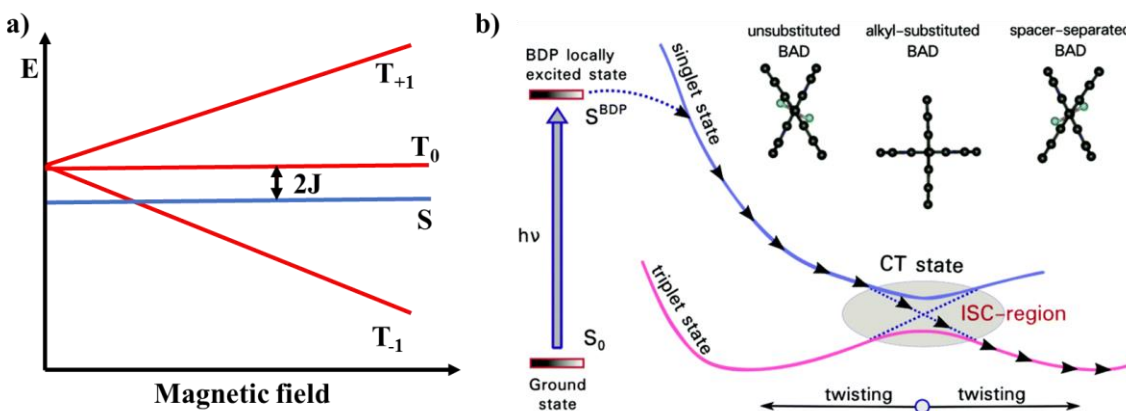 a)
E
T+1
T0
2J
S
T-1
Magnetic field
b)
BDP locally
excited state
SBDP
hν
S0
Ground
state
singlet state
triplet state
unsubstituted
BAD
alkyl-substituted
BAD
spacer-separated
BAD
CT state
ISC-region
twisting
twisting